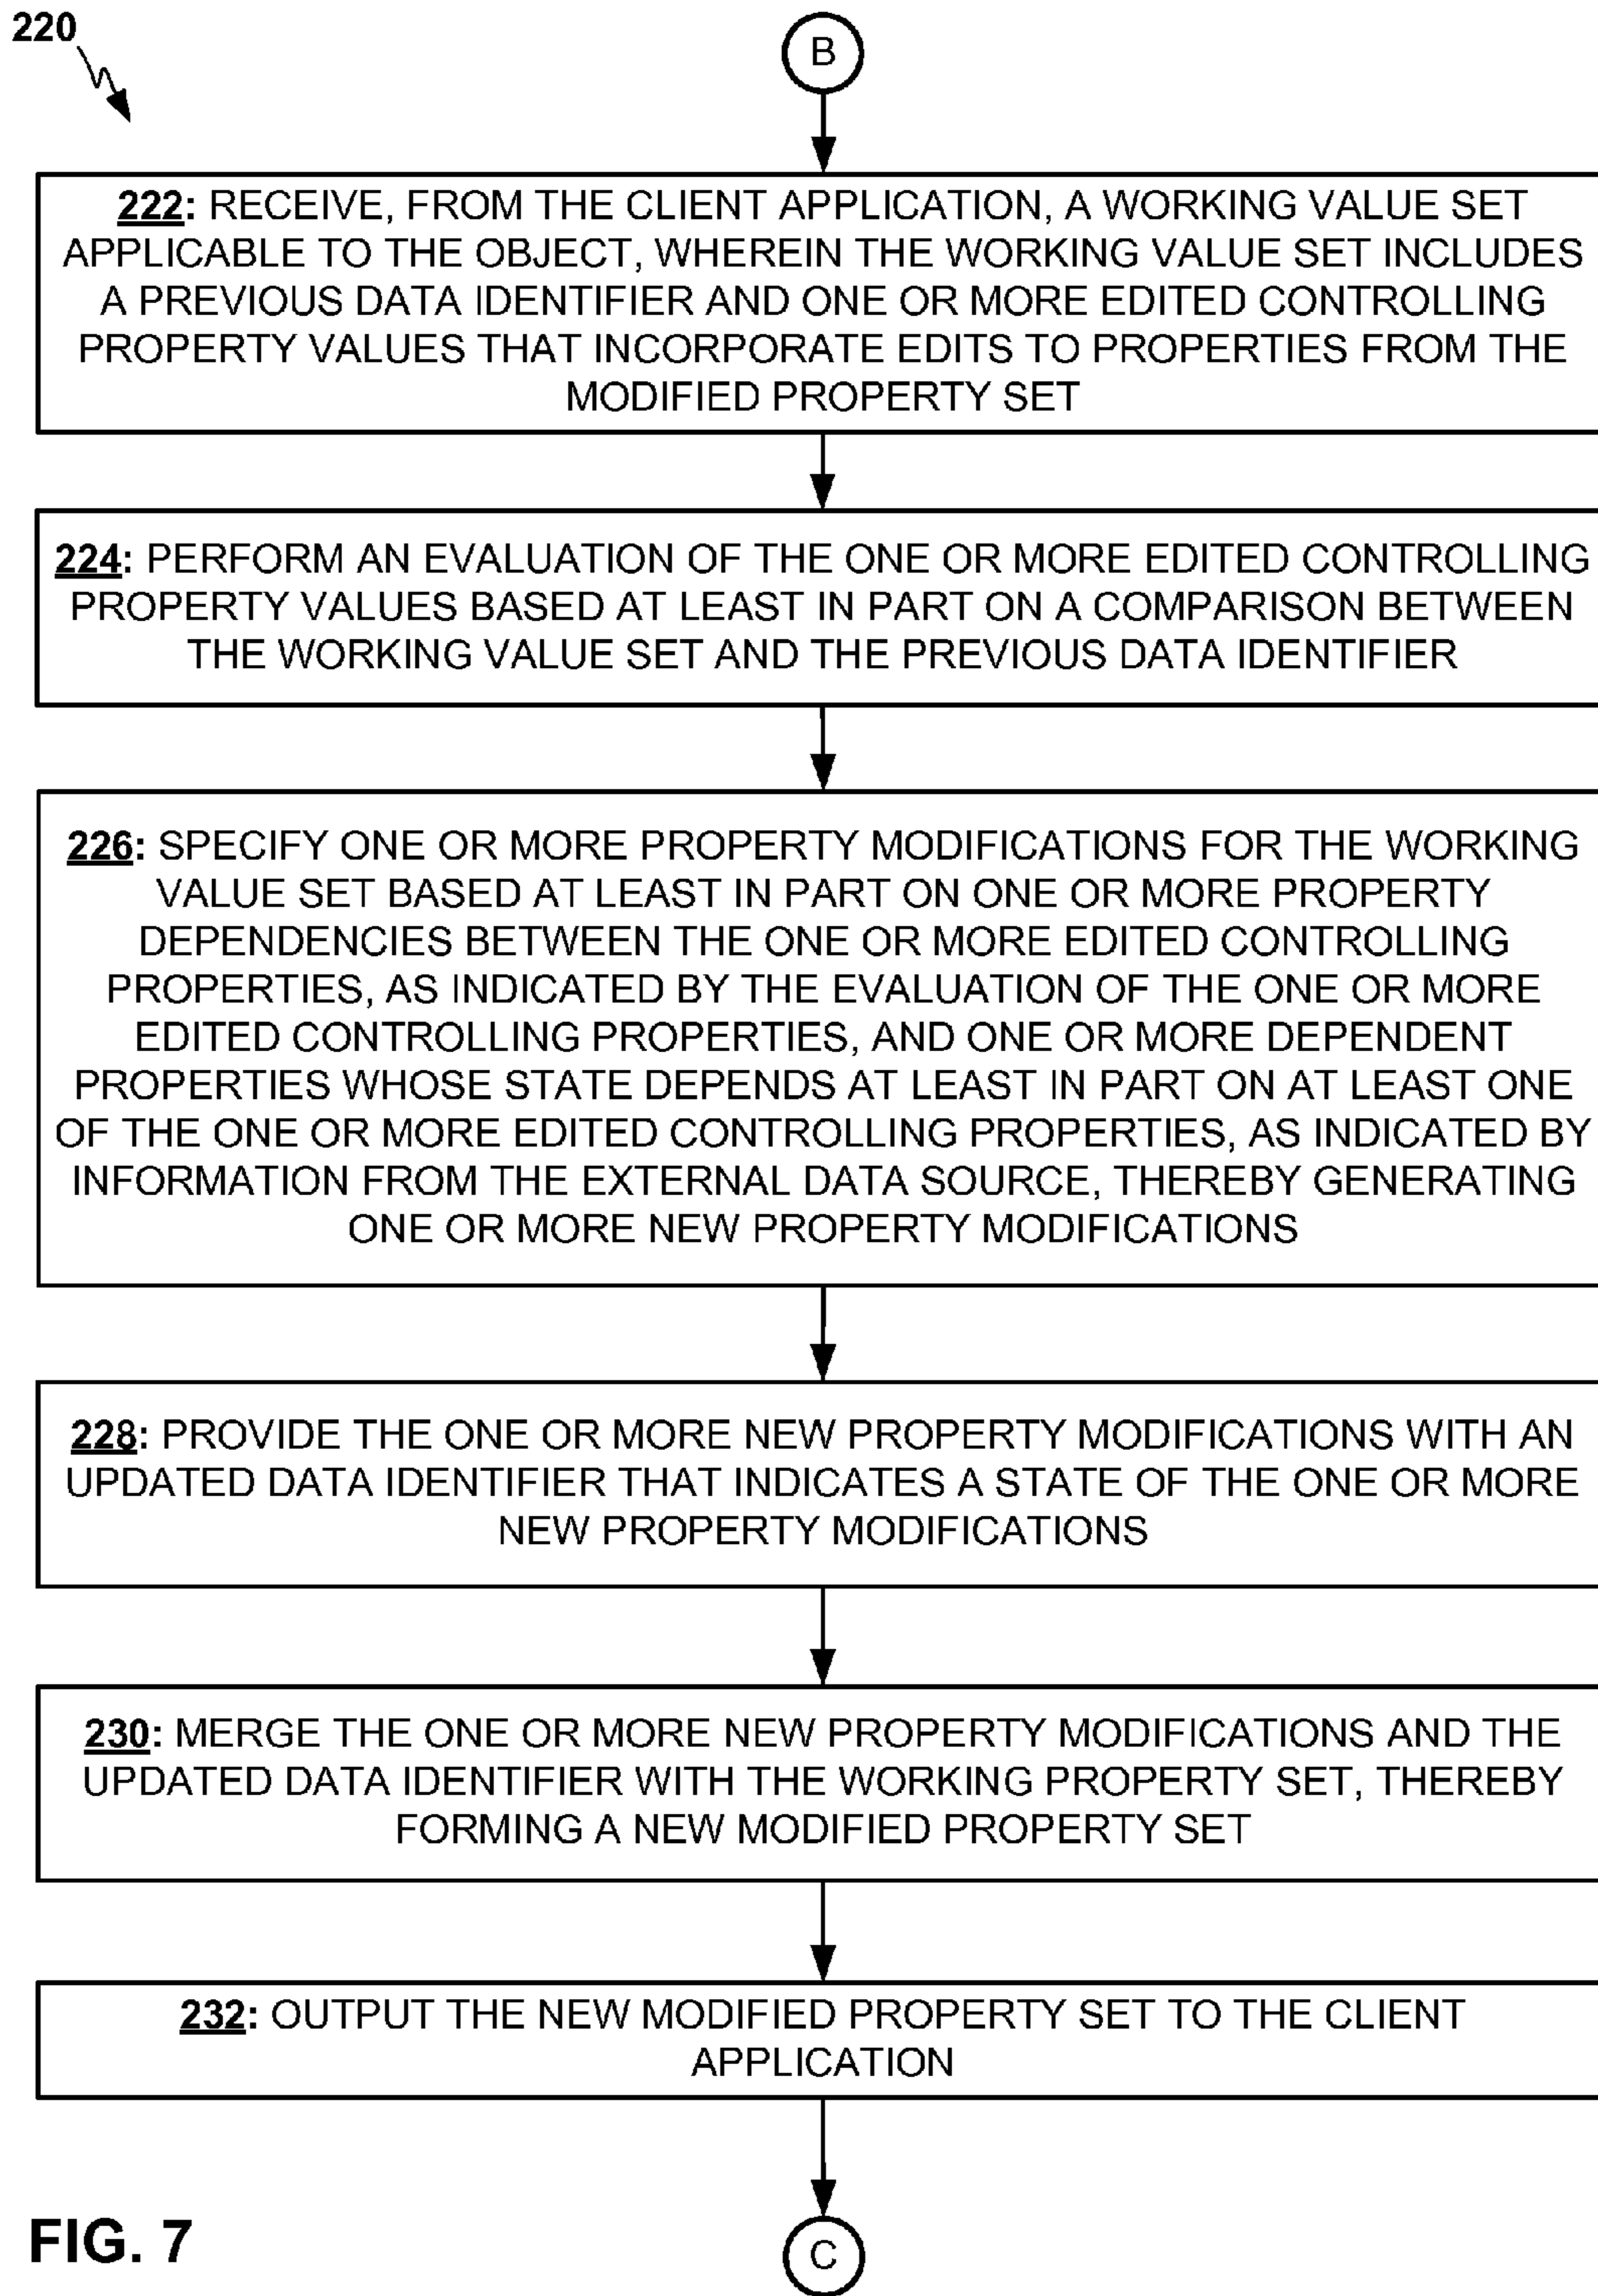 220
B
222: RECEIVE, FROM THE CLIENT APPLICATION, A WORKING VALUE SET
APPLICABLE TO THE OBJECT, WHEREIN THE WORKING VALUE SET INCLUDES
A PREVIOUS DATA IDENTIFIER AND ONE OR MORE EDITED CONTROLLING
PROPERTY VALUES THAT INCORPORATE EDITS TO PROPERTIES FROM THE
MODIFIED PROPERTY SET
224: PERFORM AN EVALUATION OF THE ONE OR MORE EDITED CONTROLLING
PROPERTY VALUES BASED AT LEAST IN PART ON A COMPARISON BETWEEN
THE WORKING VALUE SET AND THE PREVIOUS DATA IDENTIFIER
226: SPECIFY ONE OR MORE PROPERTY MODIFICATIONS FOR THE WORKING
VALUE SET BASED AT LEAST IN PART ON ONE OR MORE PROPERTY
DEPENDENCIES BETWEEN THE ONE OR MORE EDITED CONTROLLING
PROPERTIES, AS INDICATED BY THE EVALUATION OF THE ONE OR MORE
EDITED CONTROLLING PROPERTIES, AND ONE OR MORE DEPENDENT
PROPERTIES WHOSE STATE DEPENDS AT LEAST IN PART ON AT LEAST ONE
OF THE ONE OR MORE EDITED CONTROLLING PROPERTIES, AS INDICATED BY
INFORMATION FROM THE EXTERNAL DATA SOURCE, THEREBY GENERATING
ONE OR MORE NEW PROPERTY MODIFICATIONS
228: PROVIDE THE ONE OR MORE NEW PROPERTY MODIFICATIONS WITH AN
UPDATED DATA IDENTIFIER THAT INDICATES A STATE OF THE ONE OR MORE
NEW PROPERTY MODIFICATIONS
230: MERGE THE ONE OR MORE NEW PROPERTY MODIFICATIONS AND THE
UPDATED DATA IDENTIFIER WITH THE WORKING PROPERTY SET, THEREBY
FORMING A NEW MODIFIED PROPERTY SET
232: OUTPUT THE NEW MODIFIED PROPERTY SET TO THE CLIENT
APPLICATION
FIG. 7
C